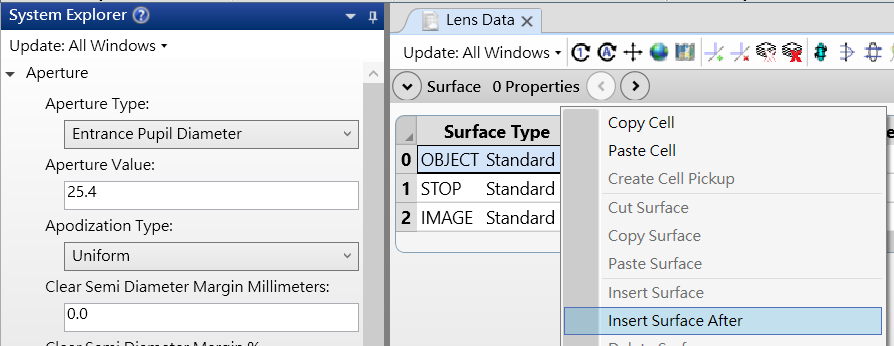 System Explorer
Update: All Windows
Aperture
Aperture Type:
Entrance Pupil Diameter
Aperture Value:
25.4
Apodization Type:
Uniform
Clear Semi Diameter Margin Millimeters:
0.0
Clear Semi Diameter Margin %
Lens Data
Update: All Windows
Surface 0 Properties
Surface Type
0 OBJECT Standard
1 STOP Standard
2 IMAGE Standard
Copy Cell
Paste Cell
Create Cell Pickup
Cut Surface
Copy Surface
Paste Surface
Insert Surface
Insert Surface After